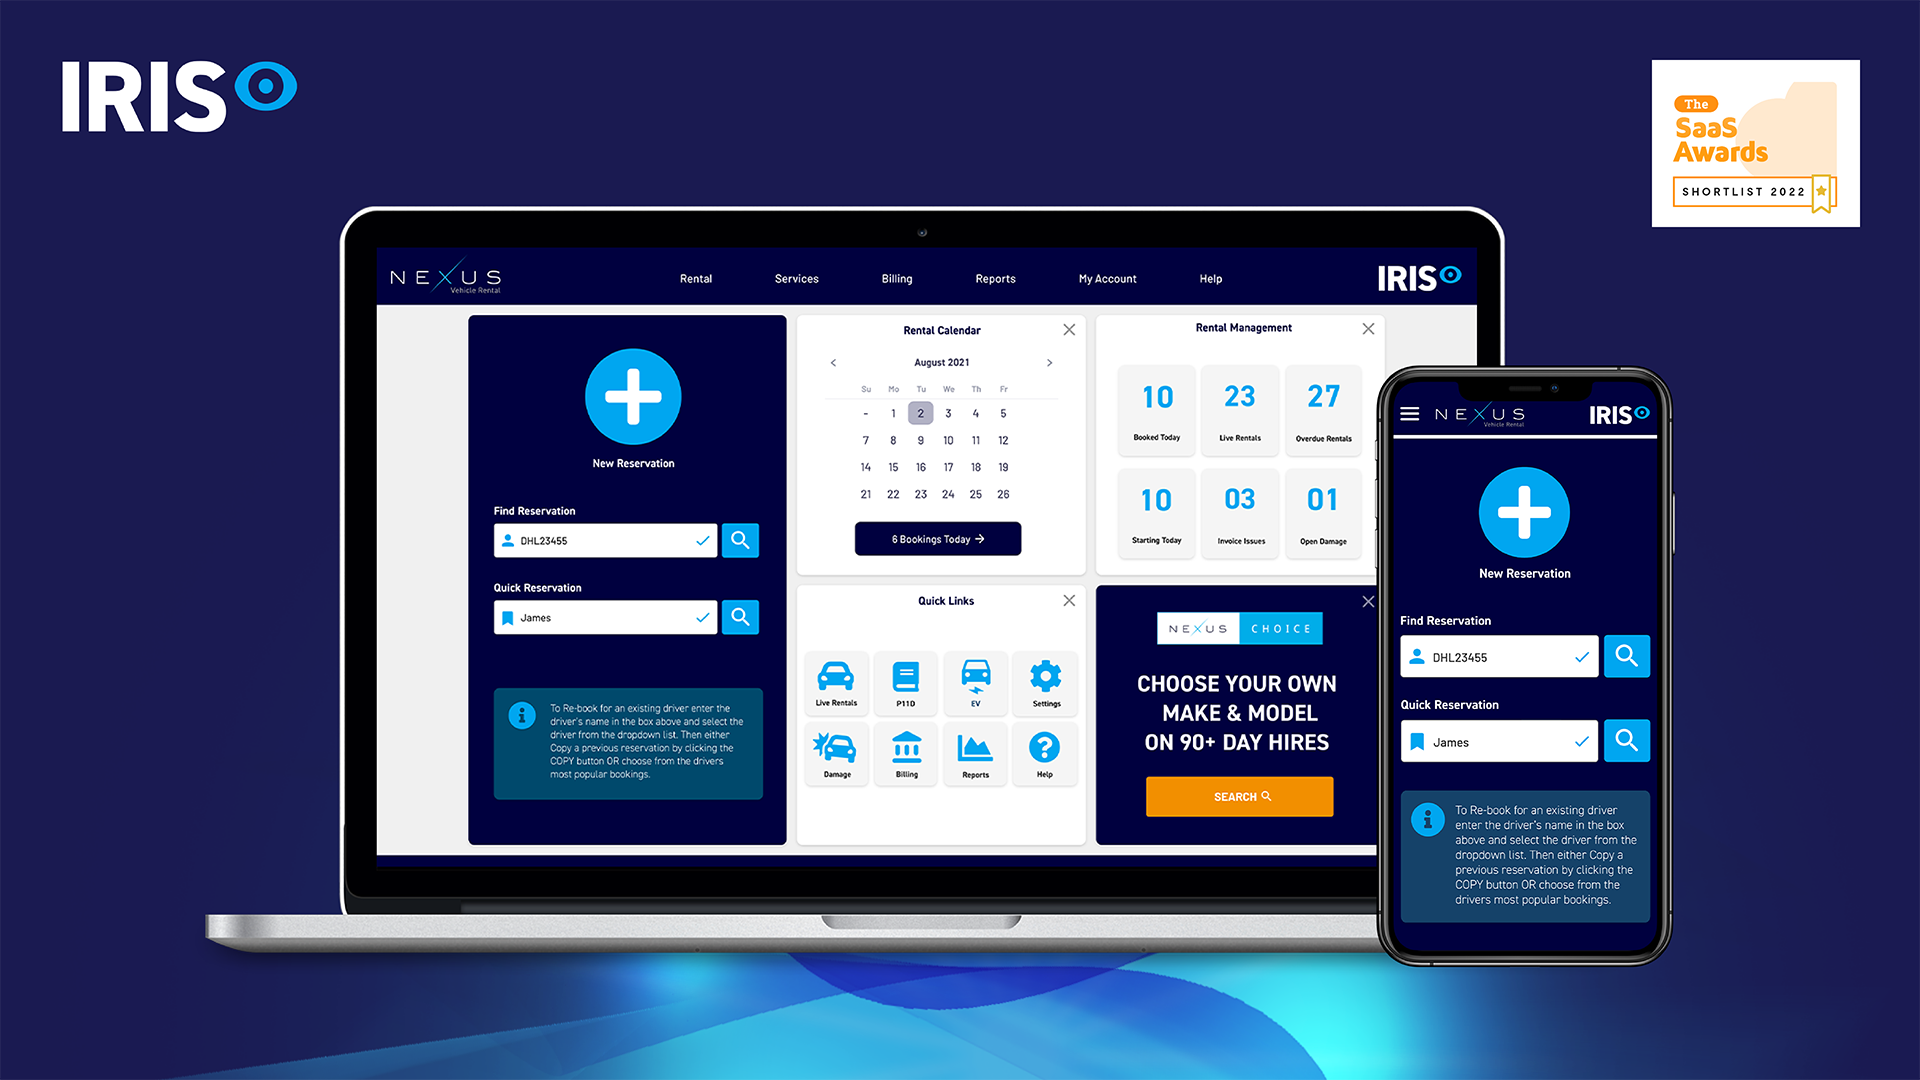 IRIS
The
SaaS
Awards
SHORTLIST 2022
NEXUS
Vehicle Rental
Rental Services Billing Reports My Account Help
IRIS
New Reservation
Find Reservation
DHL23455
Quick Reservation
James
To Re-book for an existing driver enter the
driver's name in the box above and select the
driver from the dropdown list. Then either
Copy a previous reservation by clicking the
COPY button OR choose from the drivers
most popular bookings.
Rental Calendar
< August 2021 >
Su Mo Tu We Th Fr
- 1 2 3 4 5
7 8 9 10 11 12
14 15 16 17 18 19
21 22 23 24 25 26
6 Bookings Today →
Rental Management
10 23 27
Booked Today Live Rentals Overdue Rentals
10 03 01
Starting Today Invoice Issues Open Damage
Quick Links
Live Rentals P11D EV Settings
Damage Billing Reports Help
NEXUS CHOICE
CHOOSE YOUR OWN
MAKE & MODEL
ON 90+ DAY HIRES
SEARCH
NEXUS
Vehicle Rental
IRIS
New Reservation
Find Reservation
DHL23455
Quick Reservation
James
To Re-book for an existing driver
enter the driver's name in the box
above and select the driver from the
dropdown list. Then either Copy a
previous reservation by clicking the
COPY button OR choose from the
drivers most popular bookings.